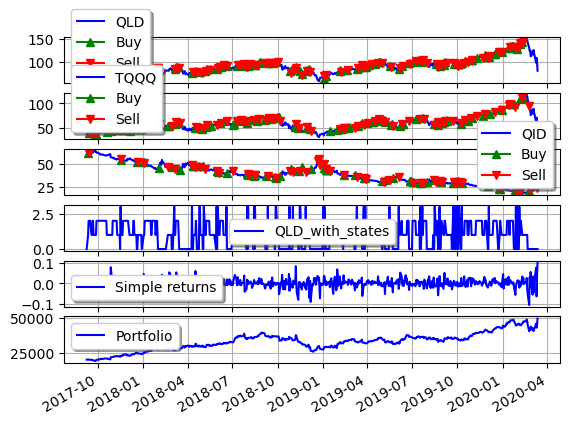 QLD
Buy
Sell
150
100
TQQQ
Buy
Sell
100
50
QID
Buy
Sell
50
25
QLD_with_states
2.5
0.0
Simple returns
0.1
0.0
−0.1
Portfolio
50000
25000
2017-10
2018-01
2018-04
2018-07
2018-10
2019-01
2019-04
2019-07
2019-10
2020-01
2020-04